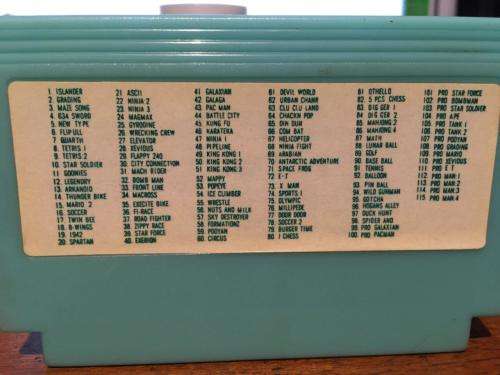 1. ISLANDER
2. GRADING
3. MAZE SONG
4. 634 SWORD
5. NEW TYPE
6. FLIPULL
7. QUARTH
8. TETRIS 1
9. TETRIS 2
10. STAR SOLDIER
11. GOONIES
12. LEGENDRY
13. ARKANOID
14. THUNDER BIKE
15. MARIO 2
16. SOCCER
17. TWIN BEE
18. B-WINGS
19. 1942
20. SPARTAN
21. ASCII
22. NINJA 2
23. NINJA 3
24. MAGMAX
25. GYRODINE
26. WRECKING CREW
27. ELEVATOR
28. DEVIOUS
29. FLAPPY
30. CITY CONNECTION
31. MACH RIDER
32. BOMB MAN
33. FRONT LINE
34. MACROSS
35. EXCITE BIKE
36. F1-RACE
37. ROAD FIGHTER
38. ZIPPY RACE
39. STAR FORCE
40. EXERION
41. GALAXIAN
42. GALAGA
43. PAC MAN
44. BATTLE CITY
45. KUNG FU
46. KARATEKA
47. NINJA 1
48. PIPELINE
49. KING KONG 1
50. KING KONG 2
51. KING KONG 3
52. MAPPY
53. POPEYE
54. ICE CLIMBER
55. WRESTLE
56. NUTS AND MILK
57. SKY DESTROYER
58. FORMATIONZ
59. POOYAN
60. CIRCUS
61. DEVIL WORLD
62. URBAN CHANR
63. CLU CLU LAND
64. CHACKN POP
65. DIG DUG
66. COM BAT
67. HELICOPTER
68. NINJA FIGHT
69. ARABIAN
70. ANTARCTIC ADVENTURE
71. SPACE FROG
72. E-T
73. X MAN
74. SPORTS 1
75. OLYMPIC
76. MILLIPEDE
77. DOOR DOOR
78. SOCCER 2
79. BURGER TIME
80. J CHESS
81. OTHELLO
82. 5 PCS CHESS
83. DIG GER 1
84. DIG GER 2
85. MAHJONG 2
86. MAHJONG 4
87. MATH
88. LUNAR BALL
89. GOLF
90. BASE BALL
91. TENNIS
92. BALLOON
93. PIN BALL
94. WILD GUNMAN
95. GOTCHA
96. HOGANS ALLEY
97. DUCK HUNT
98. SPIDER AND
99. PRO GALAXIAN
100. PRO PACMAN
101. PRO STAR FORCE
102. PRO BOMBMAN
103. PRO STAR SOLDIER
104. PRO APE
105. PRO TANK 1
106. PRO TANK 2
107. PRO POOYAN
108. PRO ROAD
109. PRO MARIO
110. PRO DEVIOUS
111. PRO F1
112. PRO MAN 1
113. PRO MAN 2
114. PRO MAN 3
115. PRO MAN 4